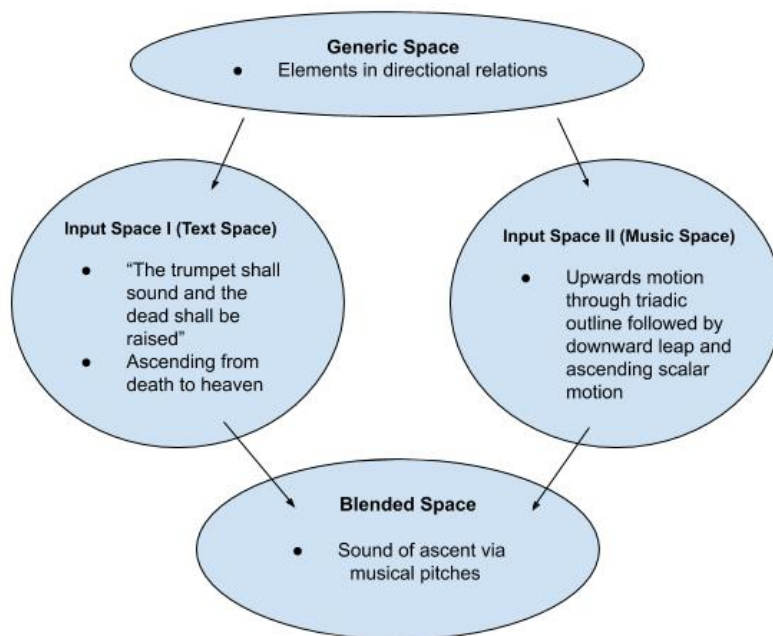 Generic Space
● Elements in directional relations
Input Space I (Text Space)
● “The trumpet shall
sound and the
dead shall be
raised”
● Ascending from
death to heaven
Input Space II (Music Space)
● Upwards motion
through triadic
outline followed by
downward leap and
ascending scalar
motion
Blended Space
● Sound of ascent via
musical pitches